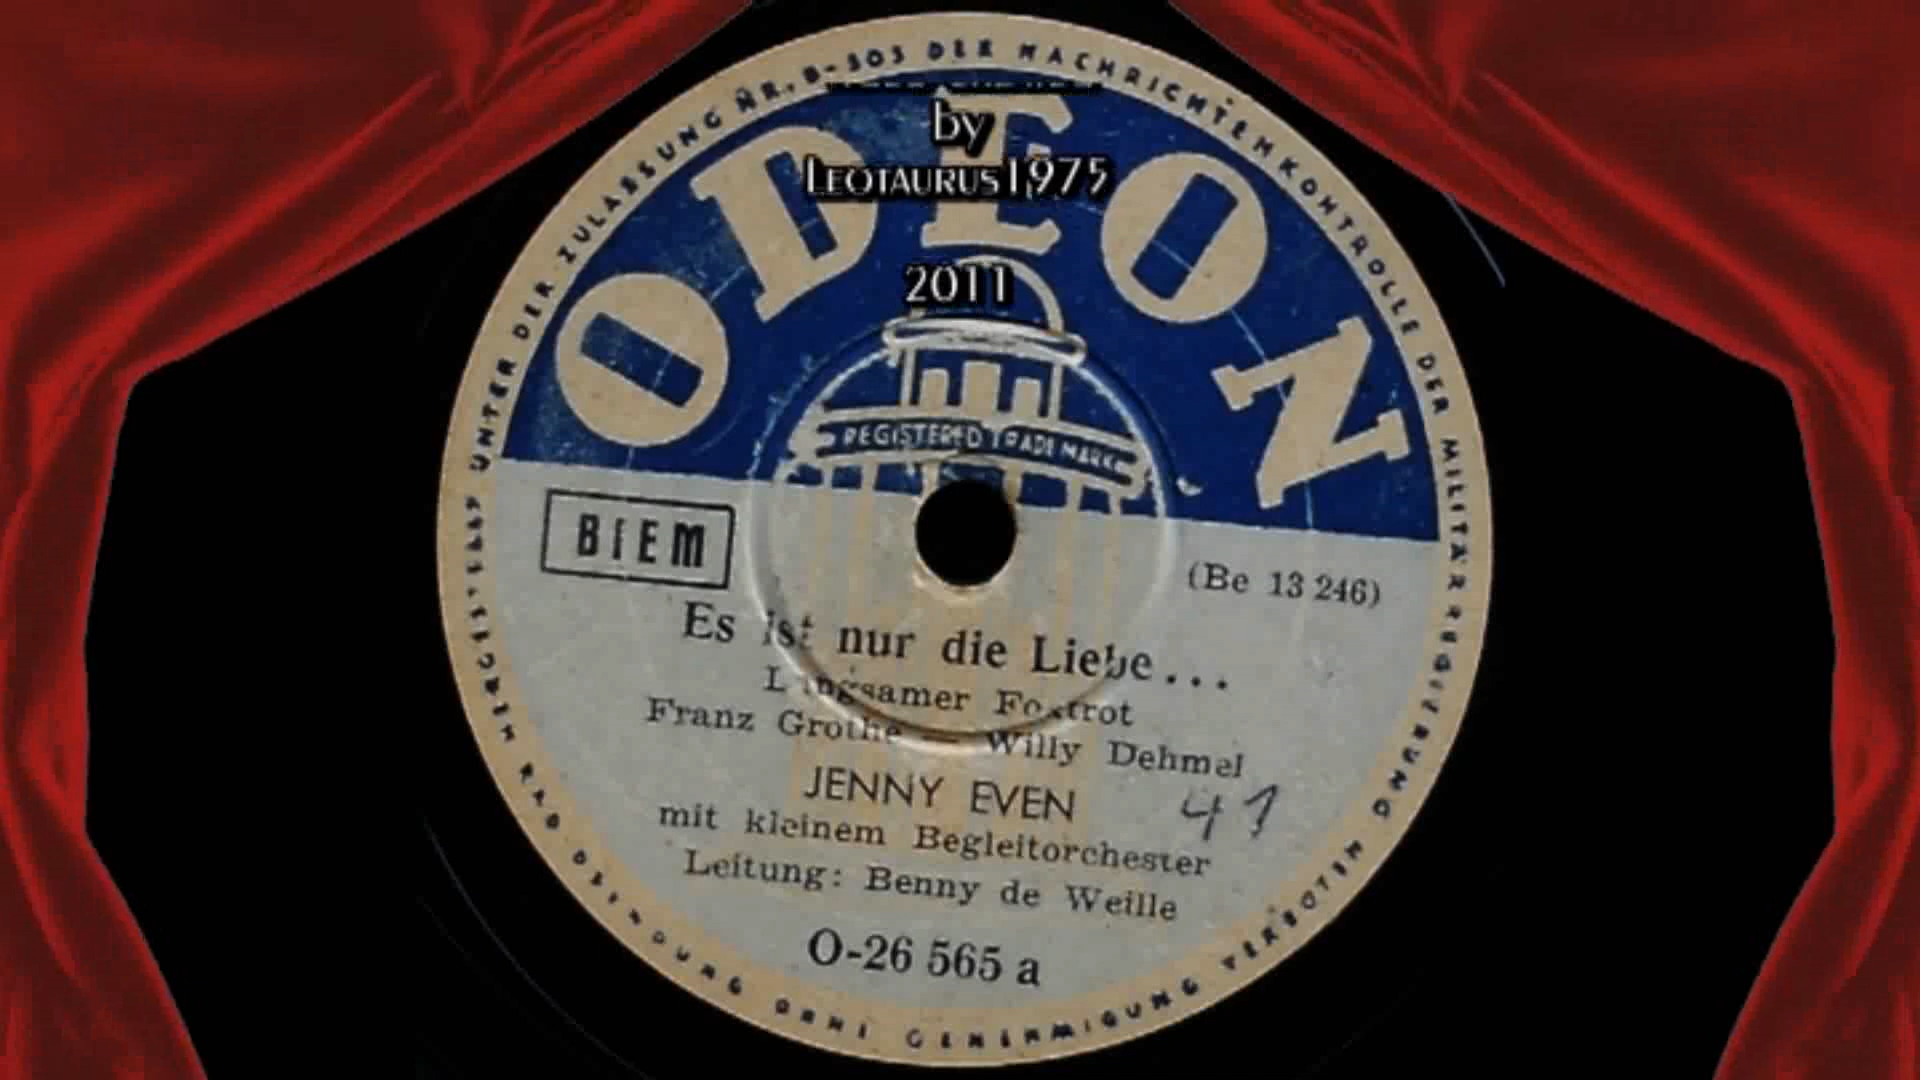 UNTER DER ZULASSUNG NR. B-303 DER NACHRICHTENKONTROLLE DER MILITÄRREGIERUNG
ODEON
by
Leotaurus1975
2011
REGISTERED TRADE MARK
BIEM
(Be 13 246)
Es ist nur die Liebe...
Langsamer Foxtrot
Franz Grothe — Willy Dehmel
JENNY EVEN
41
mit kleinem Begleitorchester
Leitung: Benny de Weille
O-26 565 a
OHNE GENEHMIGUNG VERBOTEN